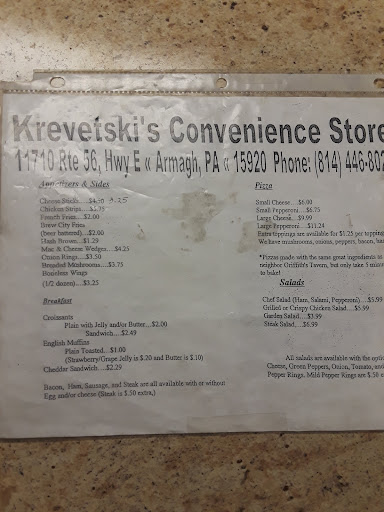 Krevetski's Convenience Store
11710 Rte 56, Hwy E « Armagh, PA « 15920 Phone: (814) 446-802
Appetizers & Sides
Cheese Sticks....$4.50 4.25
Chicken Strips....$3.75
French Fries....$2.00
Brew City Fries
(beer battered)...$2.00
Hash Brown....$1.29
Mac & Cheese Wedges....$4.25
Onion Rings....$3.50
Breaded Mushrooms....$3.75
Boneless Wings
(1/2 dozen)....$3.25
Breakfast
Croissants
Plain with Jelly and/or Butter....$2.00
Sandwich....$2.49
English Muffins
Plain Toasted....$1.00
(Strawberry/Grape Jelly is $.20 and Butter is $.10)
Cheddar Sandwich....$2.29
Bacon, Ham, Sausage, and Steak are all available with or without
Egg and/or cheese (Steak is $.50 extra,)
Pizza
Small Cheese....$6.00
Small Pepperoni....$6.75
Large Cheese....$9.99
Large Pepperoni....$11.24
Extra toppings are available for $1.25 per topping
We have mushrooms, onions, peppers, bacon,
*Pizzas made with the same great ingredients as
neighbor Griffith's Tavern, but only take 5
to bake!
Salads
Chef Salad (Ham, Salami, Pepperoni)....$5.99
Grilled or Crispy Chicken Salad....$5.99
Garden Salad....$3.99
Steak Salad....$6.99
All salads are available with the
Cheese, Green Peppers, Onion, Tomato, and
Pepper Rings. Mild Pepper Rings are $.50